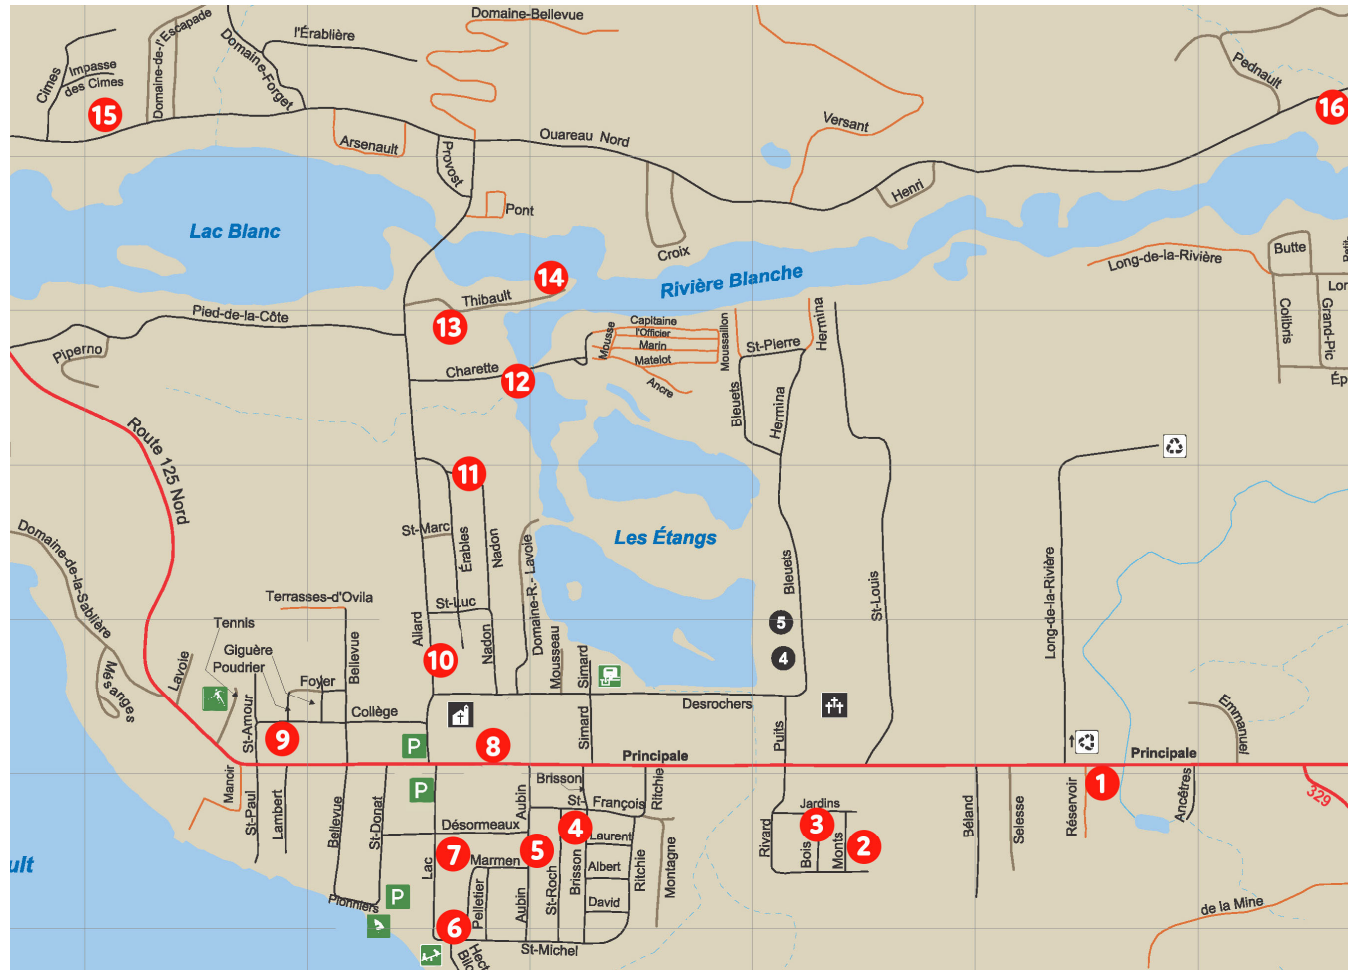 Domaine-Bellevue
l'Érablière
Domaine-de-l'Escapade
Domaine-Forget
Cimes
Impasse
des Cimes
15
Pednault
16
Versant
Arsenault
Ouareau Nord
Provost
Henri
Pont
Croix
Lac Blanc
Rivière Blanche
Long-de-la-Rivière
Butte
14
Thibault
13
Pied-de-la-Côte
Piperno
Charette
12
Capitaine
l'Officier
Marin
Matelot
Mousse
Moussaillon
Ancre
St-Pierre
Hermina
Bleuets
Hermina
Colibris
Grand-Pic
Route 125 Nord
11
St-Marc
Érables
Nadon
Les Étangs
Domaine-R.-Lavoie
Bleuets
St-Louis
Long-de-la-Rivière
Domaine-de-la-Sablière
Terrasses-d'Ovila
St-Luc
Allard
Nadon
Tennis
Giguère
Poudrier
Bellevue
Lavoie
Mésanges
Foyer
10
Mousseau
Simard
5
4
St-Amour
Collège
Desrochers
Emmanuel
9
P
8
Simard
Principale
Puits
Principale
Manoir
St-Paul
Lambert
Bellevue
St-Donat
P
Aubin
Brisson
St-François
Ritchie
Jardins
Réservoir
1
Ancêtres
329
Désormeaux
4
Laurent
3
2
Rivard
Bois
Monts
Béland
Selesse
7
Marmen
5
Lac
Albert
Ritchie
Montagne
David
Pelletier
Aubin
St-Roch
Brisson
P
Pionniers
6
St-Michel
de la Mine